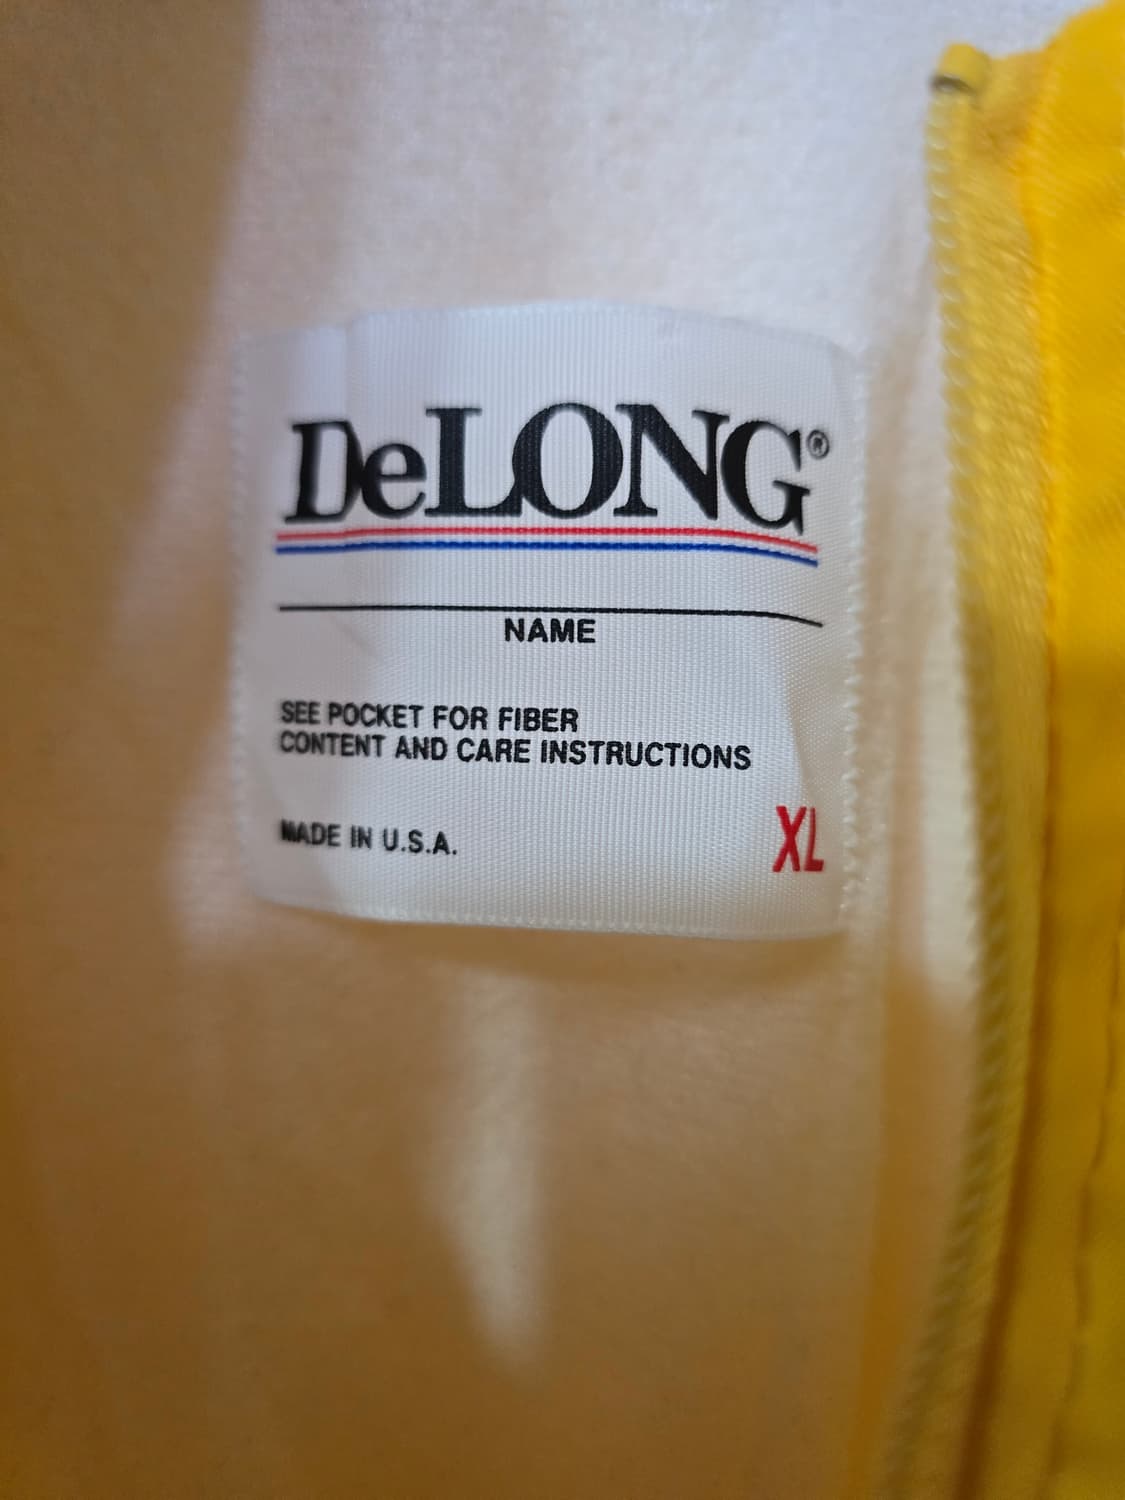 DeLONG®
NAME
SEE POCKET FOR FIBER
CONTENT AND CARE INSTRUCTIONS
MADE IN U.S.A.
XL